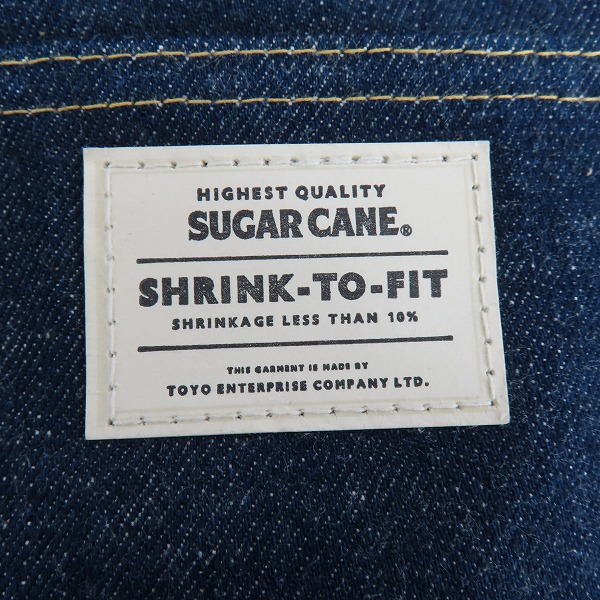 HIGHEST QUALITY
SUGAR CANE®
SHRINK-TO-FIT
SHRINKAGE LESS THAN 10%
THIS GARMENT IS MADE BY
TOYO ENTERPRISE COMPANY LTD.